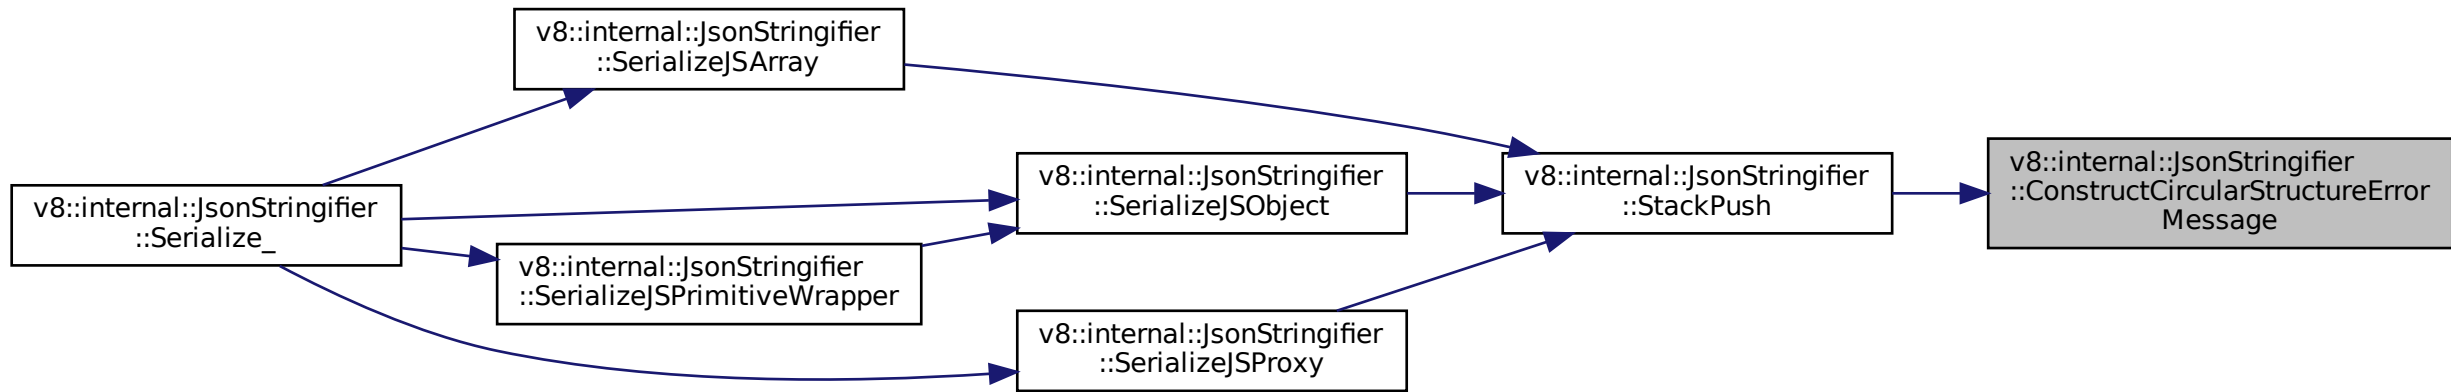 v8::internal::JsonStringifier
::SerializeJSArray
v8::internal::JsonStringifier
::Serialize_
v8::internal::JsonStringifier
::SerializeJSPrimitiveWrapper
v8::internal::JsonStringifier
::SerializeJSObject
v8::internal::JsonStringifier
::SerializeJSProxy
v8::internal::JsonStringifier
::StackPush
v8::internal::JsonStringifier
::ConstructCircularStructureError
Message